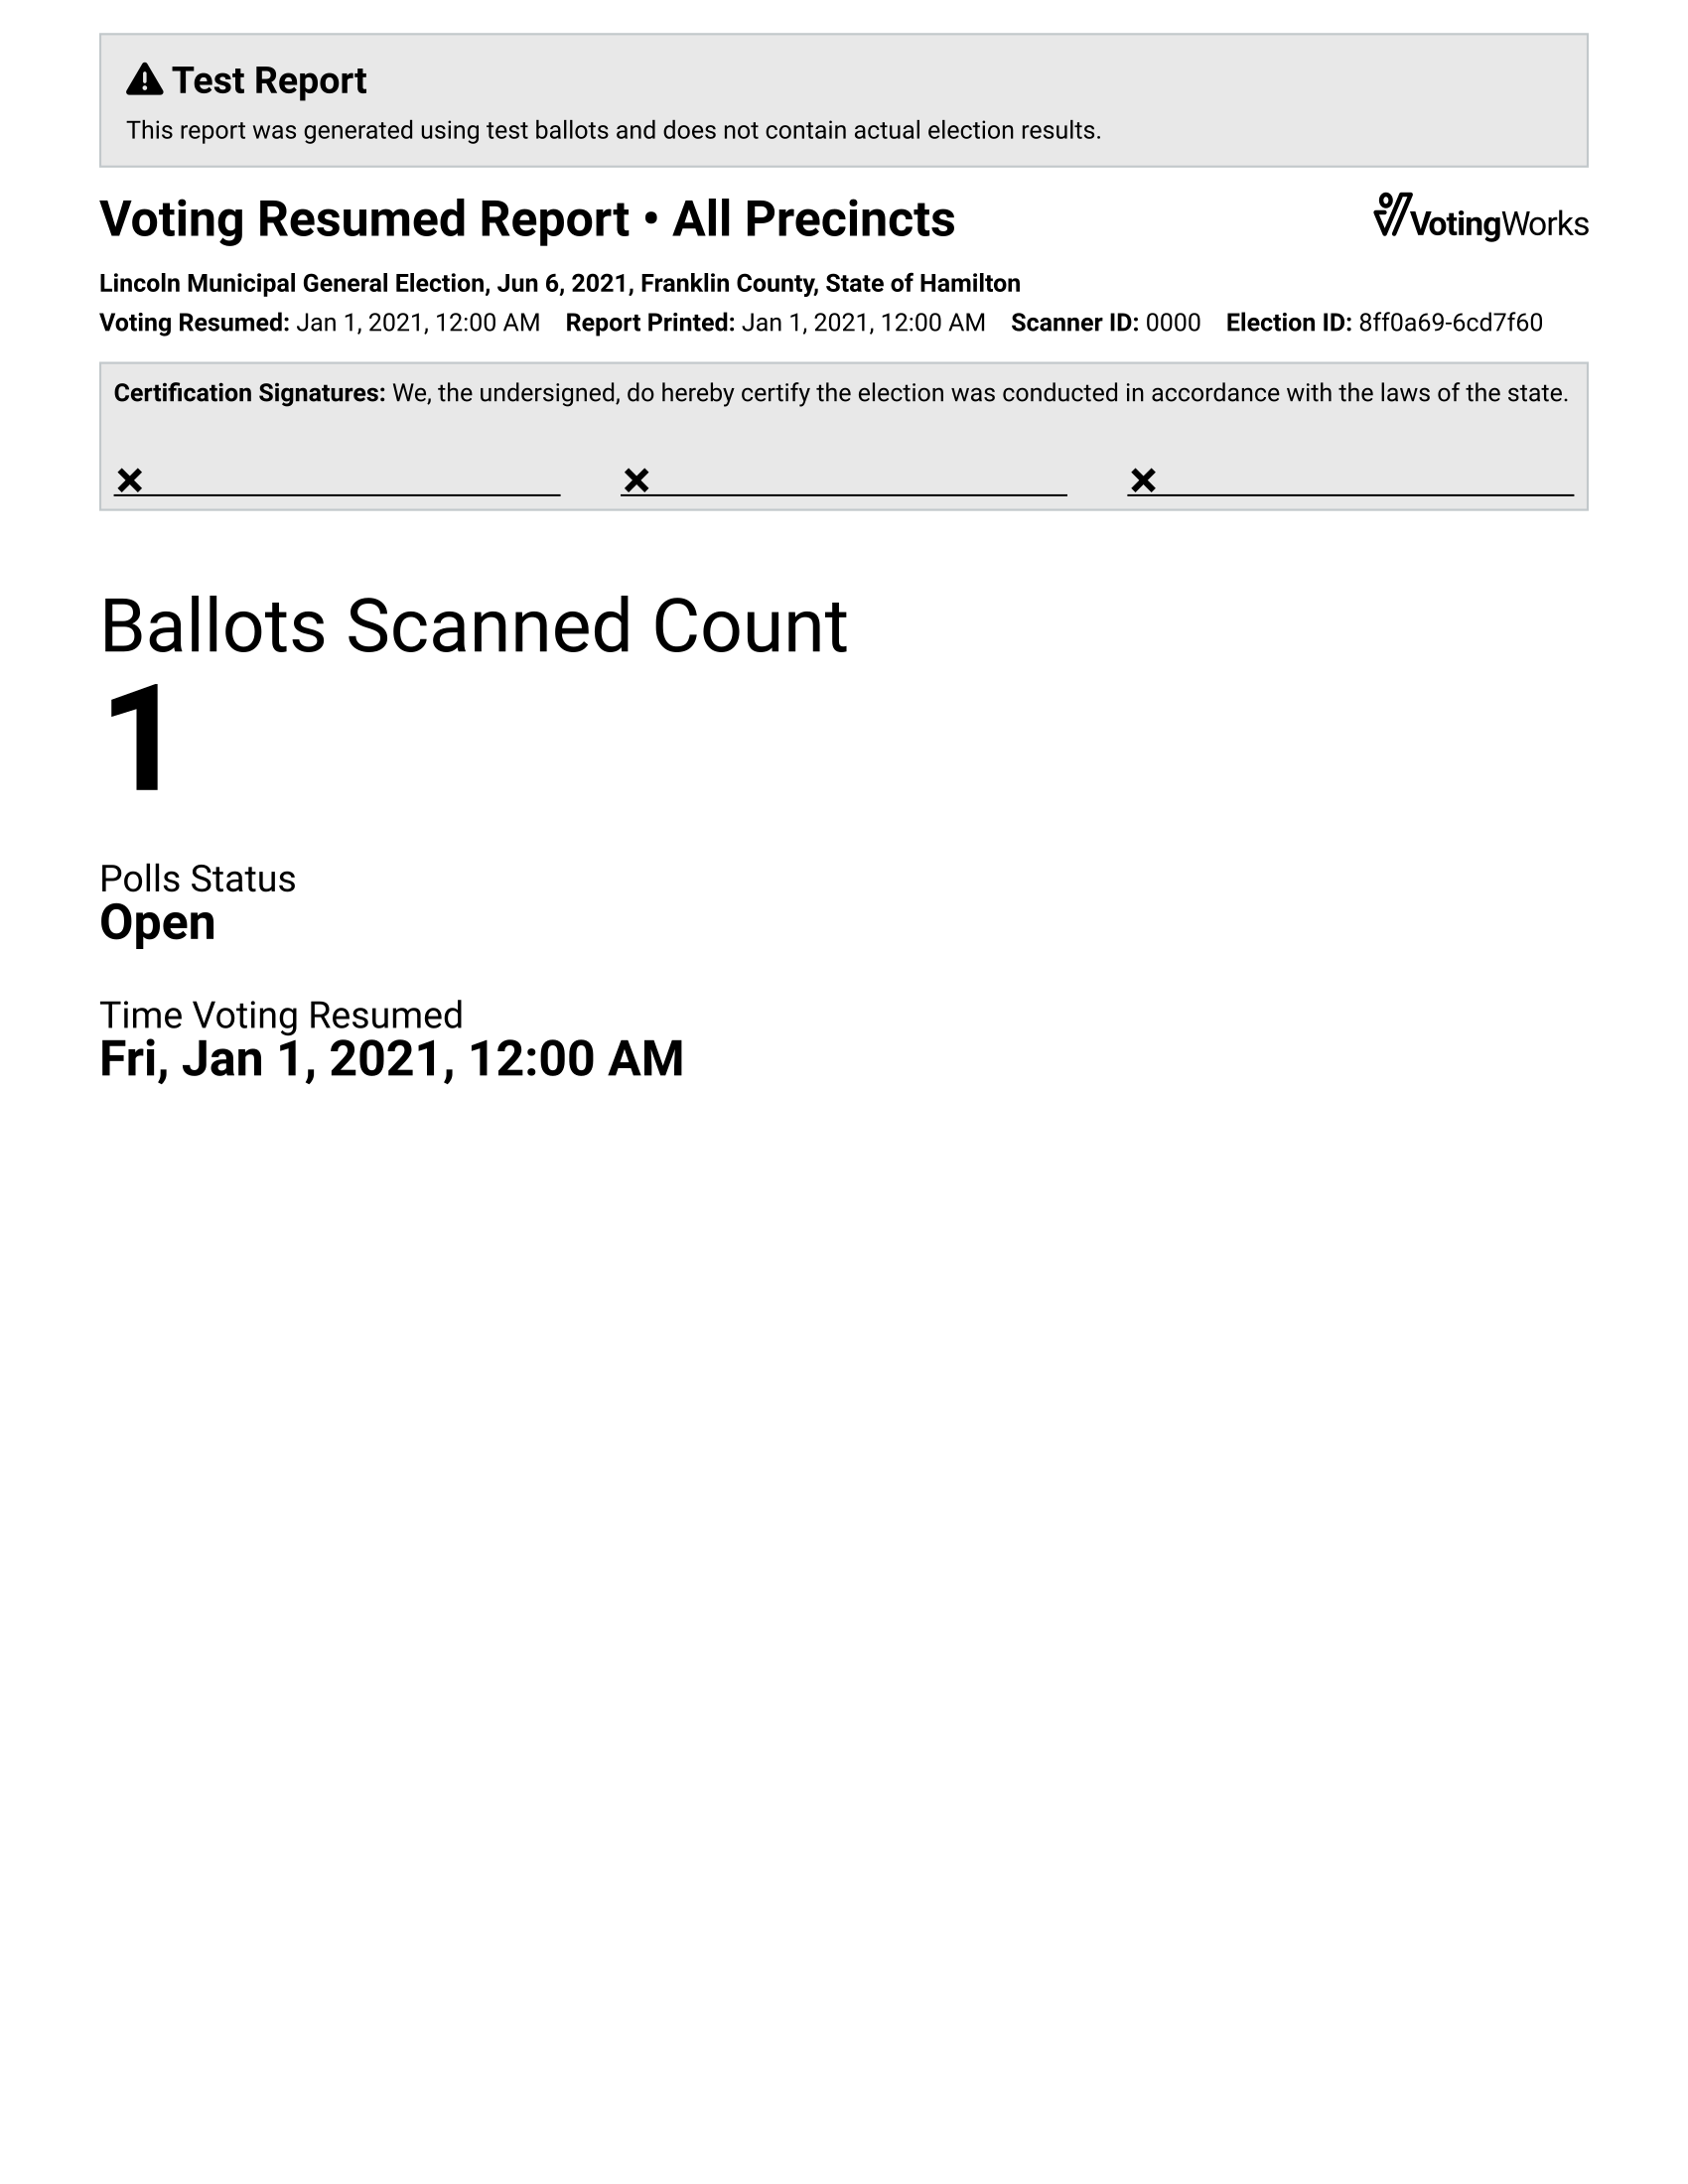 Test Report
This report was generated using test ballots and does not contain actual election results.
Voting Resumed Report • All Precincts
VotingWorks
Lincoln Municipal General Election, Jun 6, 2021, Franklin County, State of Hamilton
Voting Resumed: Jan 1, 2021, 12:00 AM Report Printed: Jan 1, 2021, 12:00 AM Scanner ID: 0000 Election ID: 8ff0a69-6cd7f60
Certification Signatures: We, the undersigned, do hereby certify the election was conducted in accordance with the laws of the state.
Ballots Scanned Count
1
Polls Status
Open
Time Voting Resumed
Fri, Jan 1, 2021, 12:00 AM